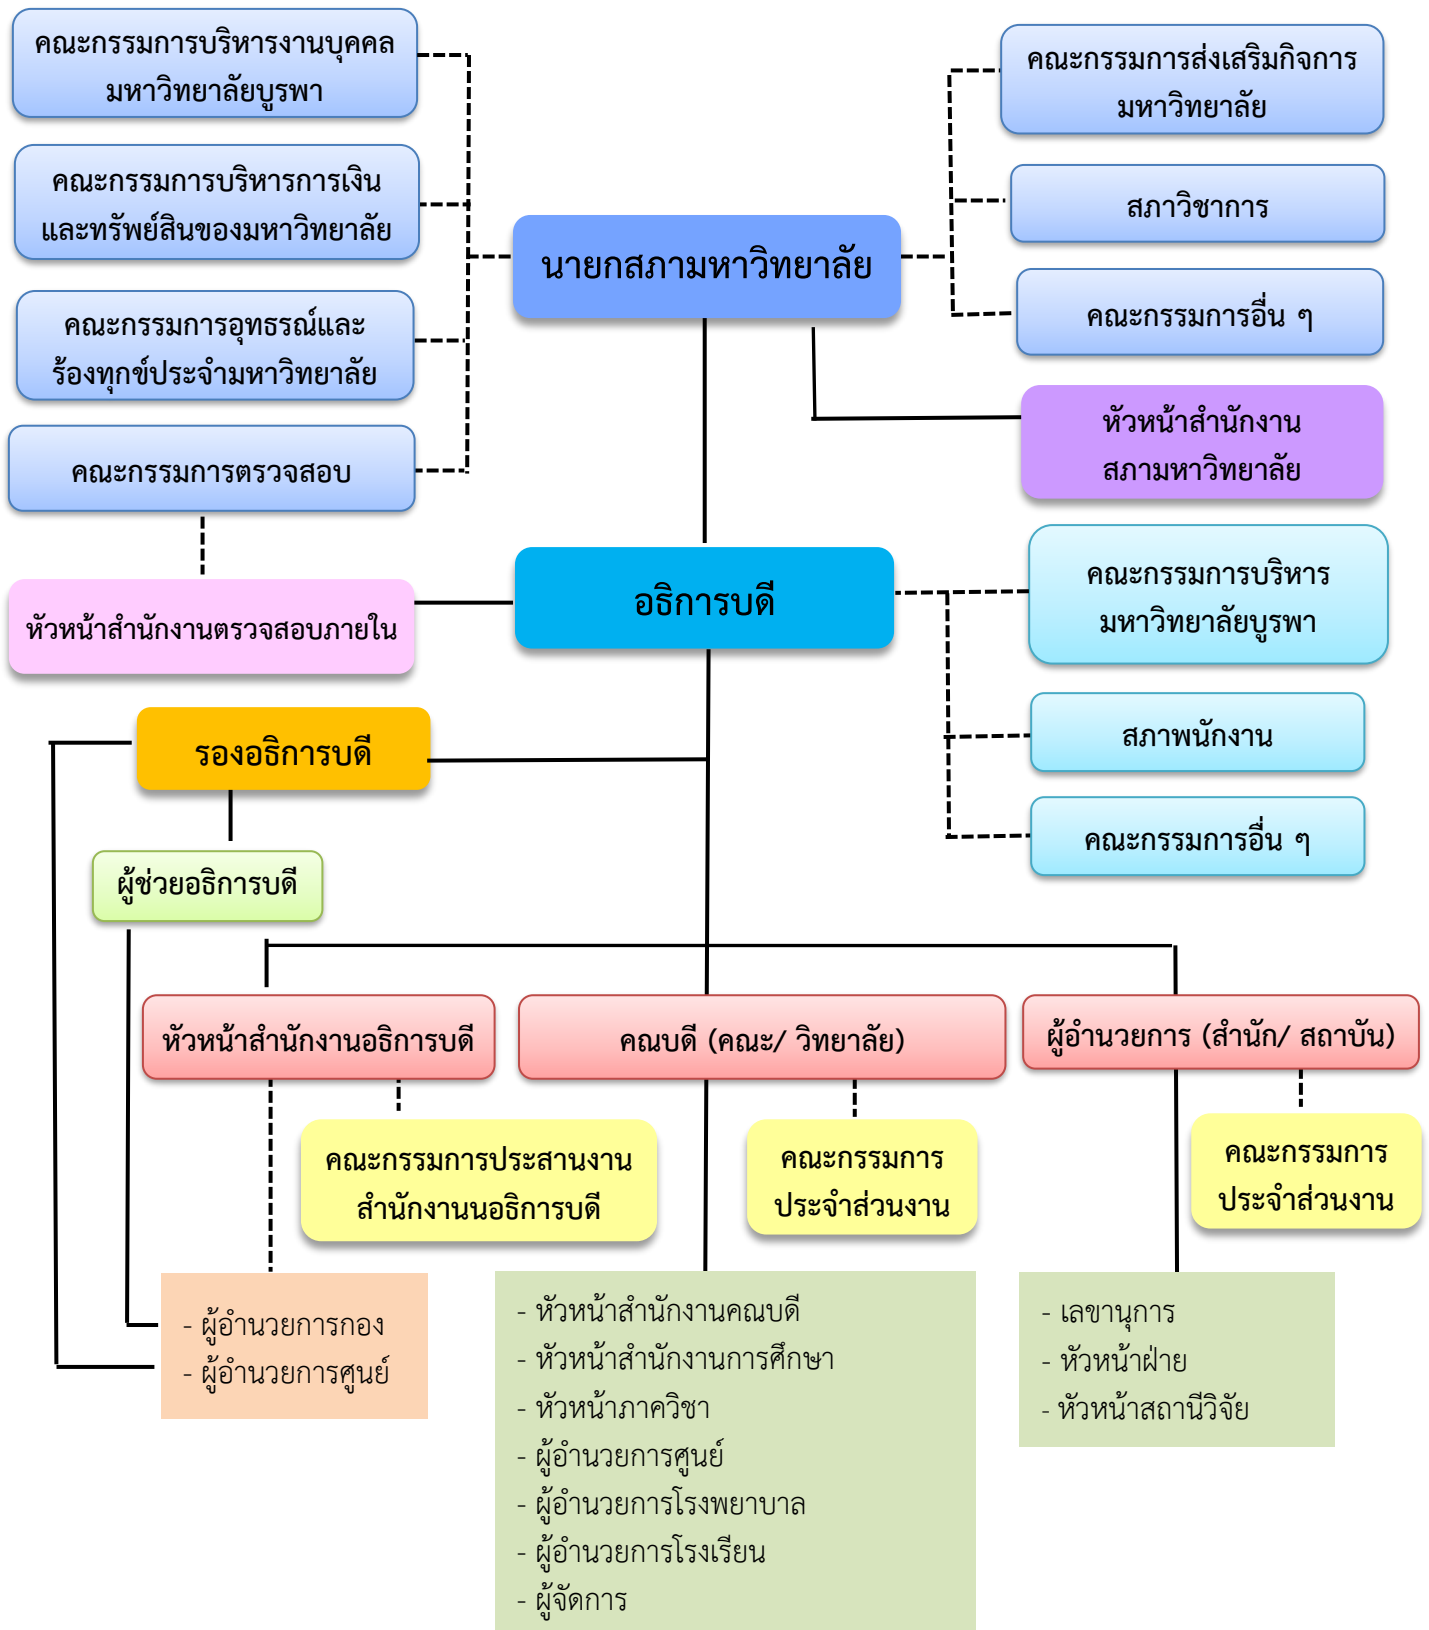 คณะกรรมการบริหารงานบุคคล
มหาวิทยาลัยบูรพา
คณะกรรมการส่งเสริมกิจการ
มหาวิทยาลัย
คณะกรรมการบริหารการเงิน
และทรัพย์สินของมหาวิทยาลัย
สภาวิชาการ
นายกสภามหาวิทยาลัย
คณะกรรมการอุทธรณ์และ
ร้องทุกข์ประจำมหาวิทยาลัย
คณะกรรมการอื่น ๆ
หัวหน้าสำนักงาน
สภามหาวิทยาลัย
คณะกรรมการตรวจสอบ
อธิการบดี
คณะกรรมการบริหาร
มหาวิทยาลัยบูรพา
หัวหน้าสำนักงานตรวจสอบภายใน
รองอธิการบดี
สภาพนักงาน
คณะกรรมการอื่น ๆ
ผู้ช่วยอธิการบดี
หัวหน้าสำนักงานอธิการบดี
คณบดี (คณะ/ วิทยาลัย)
ผู้อำนวยการ (สำนัก/ สถาบัน)
คณะกรรมการประสานงาน
สำนักงานนอธิการบดี
คณะกรรมการ
ประจำส่วนงาน
คณะกรรมการ
ประจำส่วนงาน
- ผู้อำนวยการกอง
- ผู้อำนวยการศูนย์
- หัวหน้าสำนักงานคณบดี
- หัวหน้าสำนักงานการศึกษา
- หัวหน้าภาควิชา
- ผู้อำนวยการศูนย์
- ผู้อำนวยการโรงพยาบาล
- ผู้อำนวยการโรงเรียน
- ผู้จัดการ
- เลขานุการ
- หัวหน้าฝ่าย
- หัวหน้าสถานีวิจัย